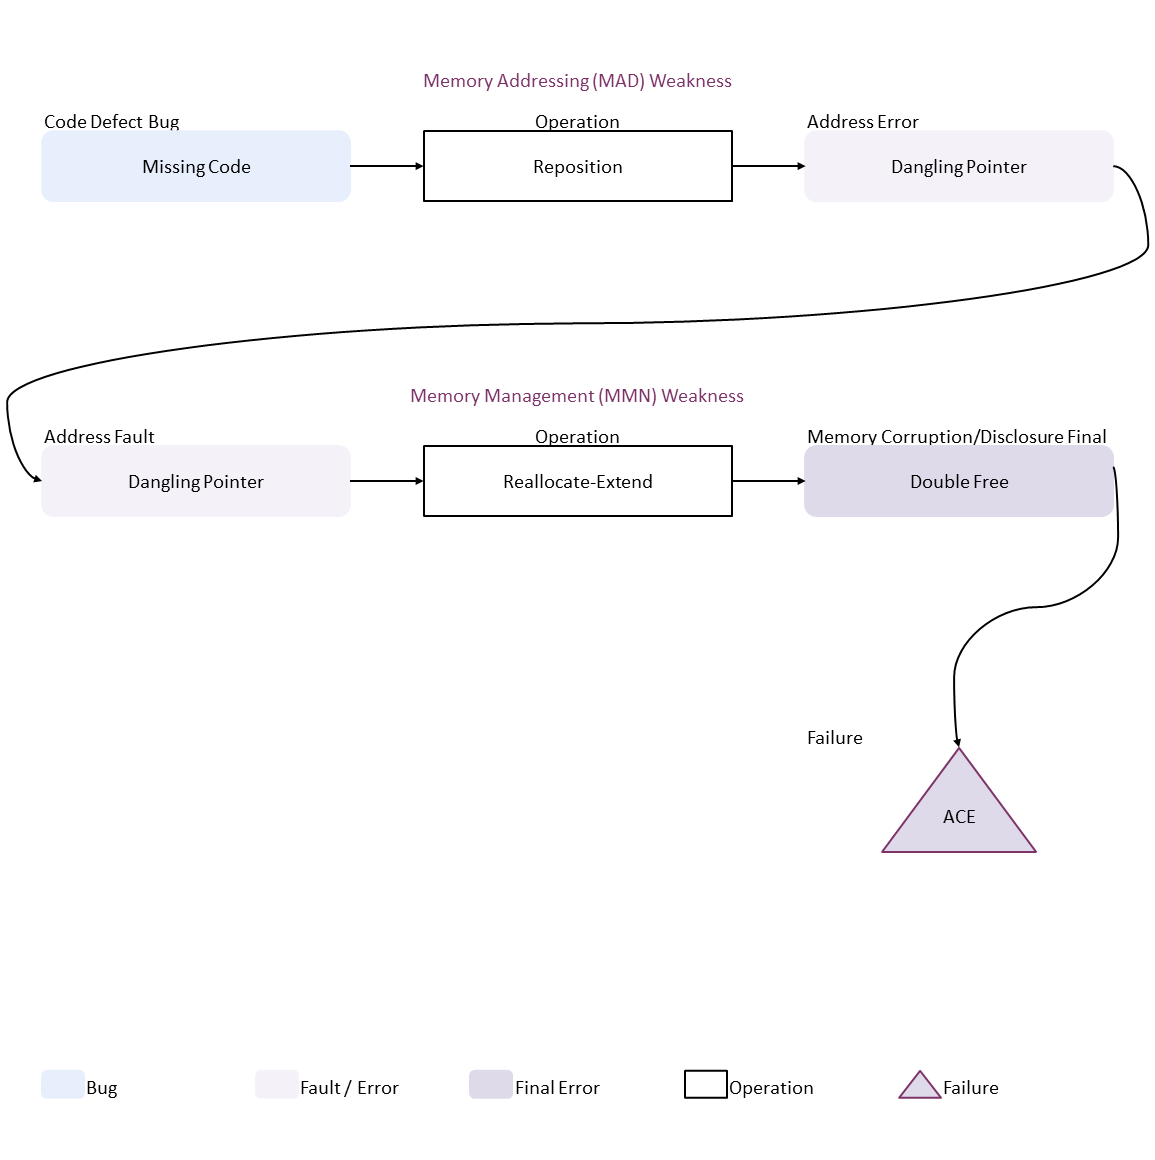 Memory Addressing (MAD) Weakness
Code Defect Bug
Operation
Address Error
Missing Code
Reposition
Dangling Pointer
Memory Management (MMN) Weakness
Address Fault
Operation
Memory Corruption/Disclosure Final
Dangling Pointer
Reallocate-Extend
Double Free
Failure
ACE
Bug
Fault / Error
Final Error
Operation
Failure